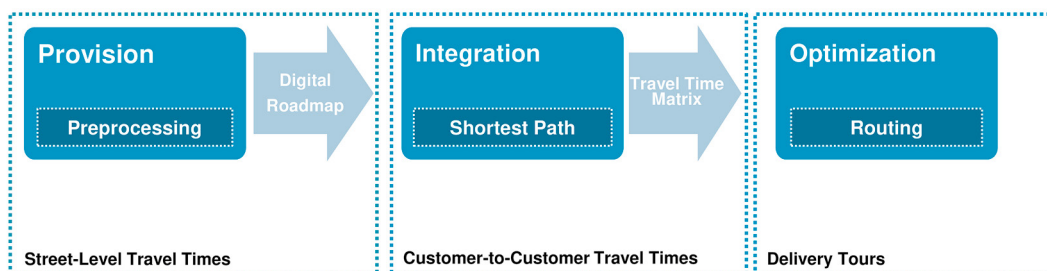 Provision
Preprocessing
Digital
Roadmap
Street-Level Travel Times
Integration
Shortest Path
Travel Time
Matrix
Customer-to-Customer Travel Times
Optimization
Routing
Delivery Tours